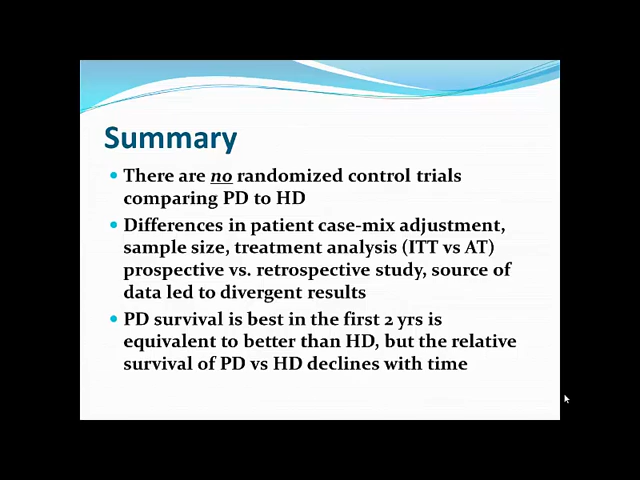 Summary
There are no randomized control trials
comparing PD to HD
Differences in patient case-mix adjustment,
sample size, treatment analysis (ITT vs AT)
prospective vs. retrospective study, source of
data led to divergent results
PD survival is best in the first 2 yrs is
equivalent to better than HD, but the relative
survival of PD vs HD declines with time